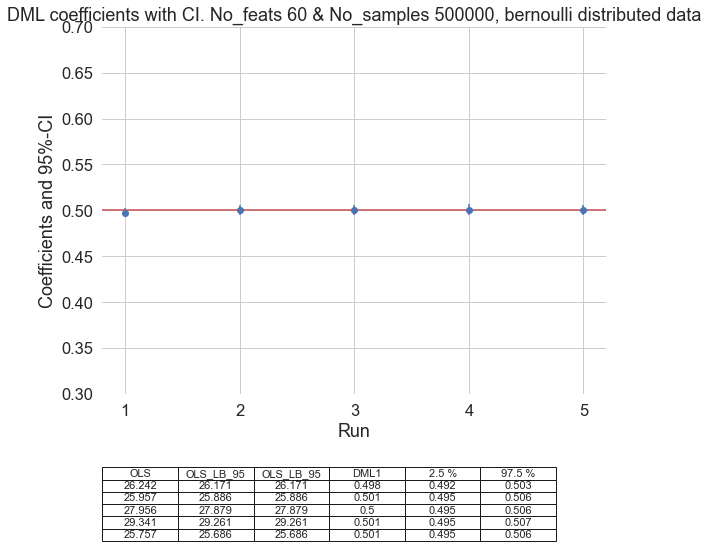 DML coefficients with CI. No_feats 60 & No_samples 500000, bernoulli distributed data
0.70
0.65
0.60
0.55
0.50
0.45
0.40
0.35
0.30
Coefficients and 95%-CI
1 2 3 4 5
Run
OLS OLS_LB_95 OLS_LB_95 DML1 2.5 % 97.5 %
26.242 26.171 26.171 0.498 0.492 0.503
25.957 25.886 25.886 0.501 0.495 0.506
27.956 27.879 27.879 0.5 0.495 0.506
29.341 29.261 29.261 0.501 0.495 0.507
25.757 25.686 25.686 0.501 0.495 0.506